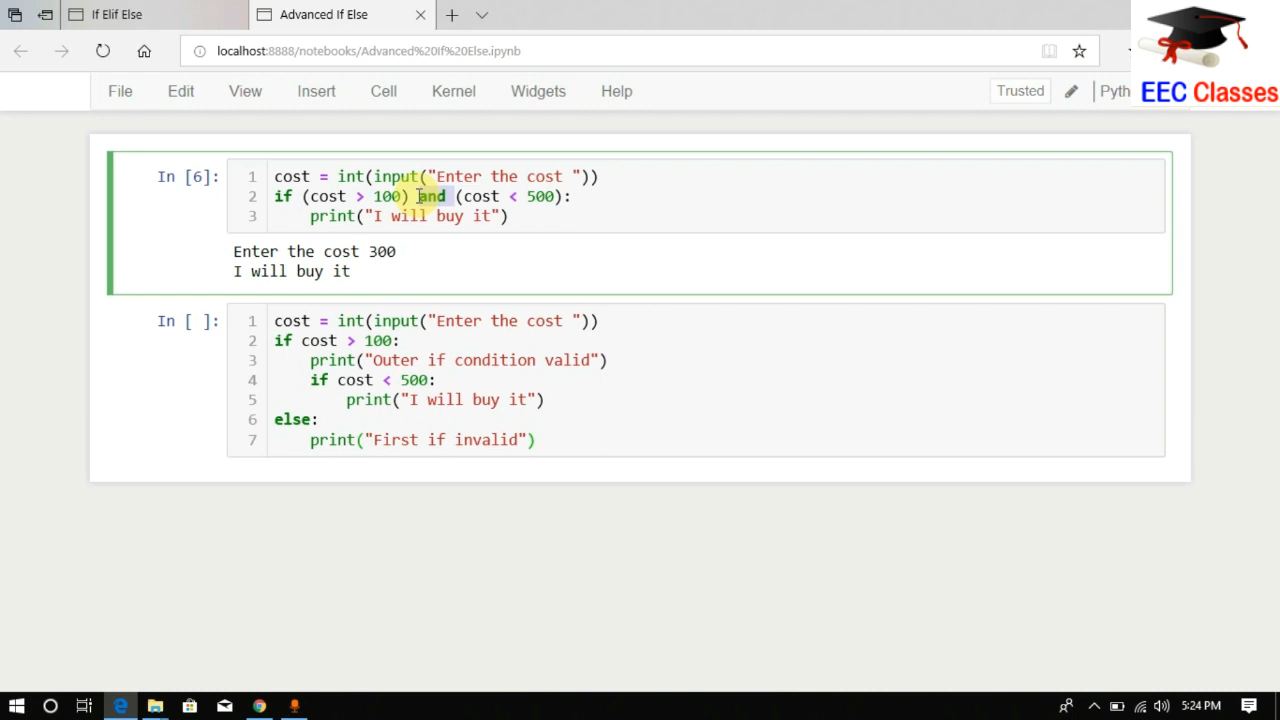 If Elif Else
Advanced If Else
localhost:8888/notebooks/Advanced%20If%20Else.ipynb
EEC Classes
File Edit View Insert Cell Kernel Widgets Help
Trusted
Pyth
In [6]:
1 cost = int(input("Enter the cost "))
2 if (cost > 100) and (cost < 500):
3 print("I will buy it")
Enter the cost 300
I will buy it
In [ ]:
1 cost = int(input("Enter the cost "))
2 if cost > 100:
3 print("Outer if condition valid")
4 if cost < 500:
5 print("I will buy it")
6 else:
7 print("First if invalid")
5:24 PM